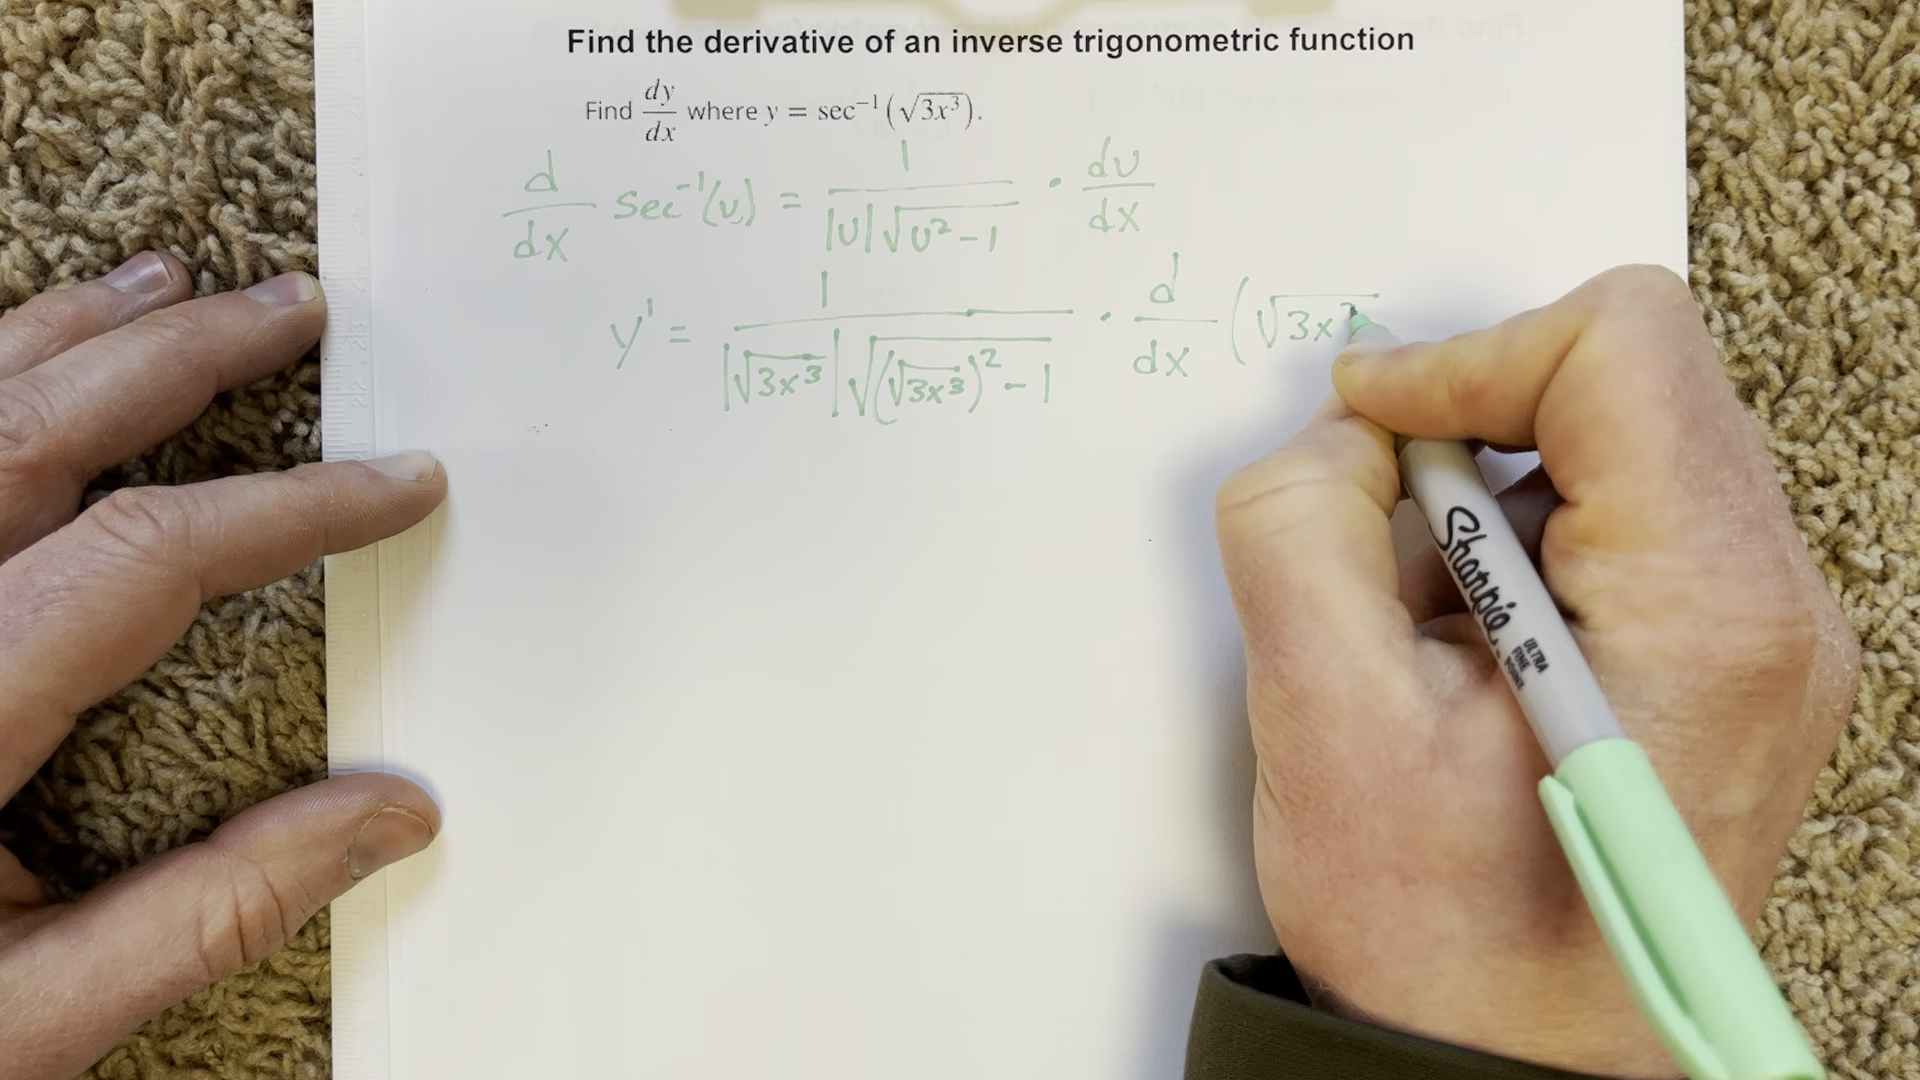 Find the derivative of an inverse trigonometric function
Find dy/dx where y = sec⁻¹(√3x³).
d/dx sec⁻¹(u) = 1/(|u|√u²-1) · du/dx
y' = 1/(|√3x³|√(√3x³)²-1) · d/dx (√3x
Sharpie
ULTRA
FINE
POINT